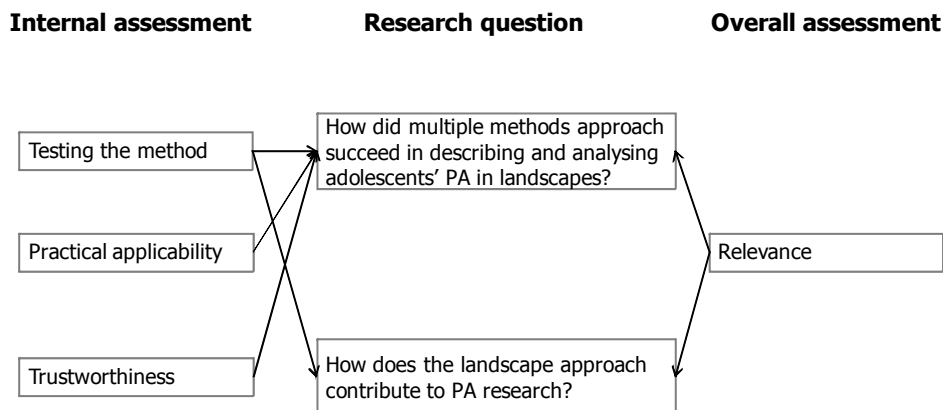 Internal assessment
Research question
Overall assessment
Testing the method
Practical applicability
Trustworthiness
How did multiple methods approach
succeed in describing and analysing
adolescents’ PA in landscapes?
How does the landscape approach
contribute to PA research?
Relevance